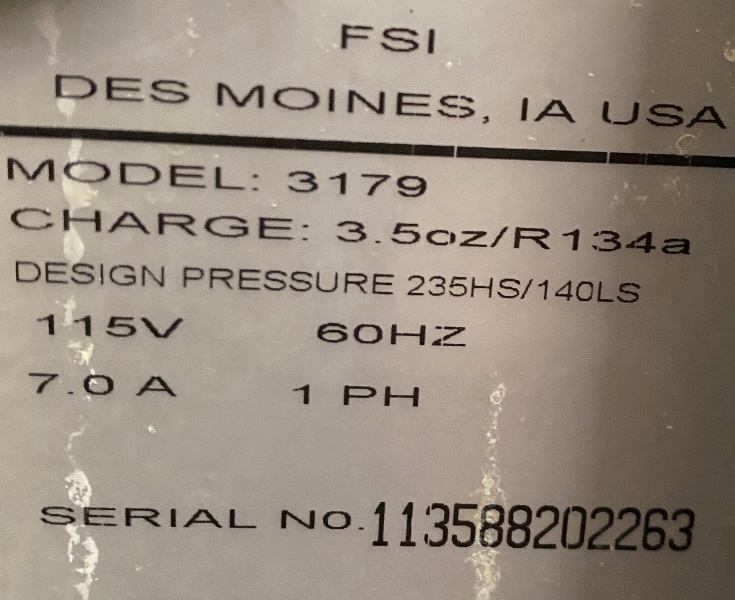 FSI
DES MOINES, IA USA
MODEL: 3179
CHARGE: 3.5oz/R134a
DESIGN PRESSURE 235HS/140LS
115V 60HZ
7.0 A 1 PH
SERIAL NO. 113588202263